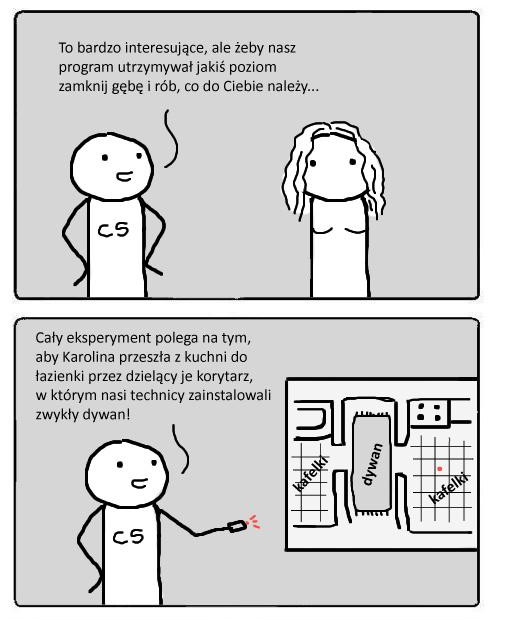 To bardzo interesujące, ale żeby nasz
program utrzymywał jakiś poziom
zamknij gębę i rób, co do Ciebie należy...
CS
Cały eksperyment polega na tym,
aby Karolina przeszła z kuchni do
łazienki przez dzielący je korytarz,
w którym nasi technicy zainstalowali
zwykły dywan!
CS
kafelki
dywan
kafelki